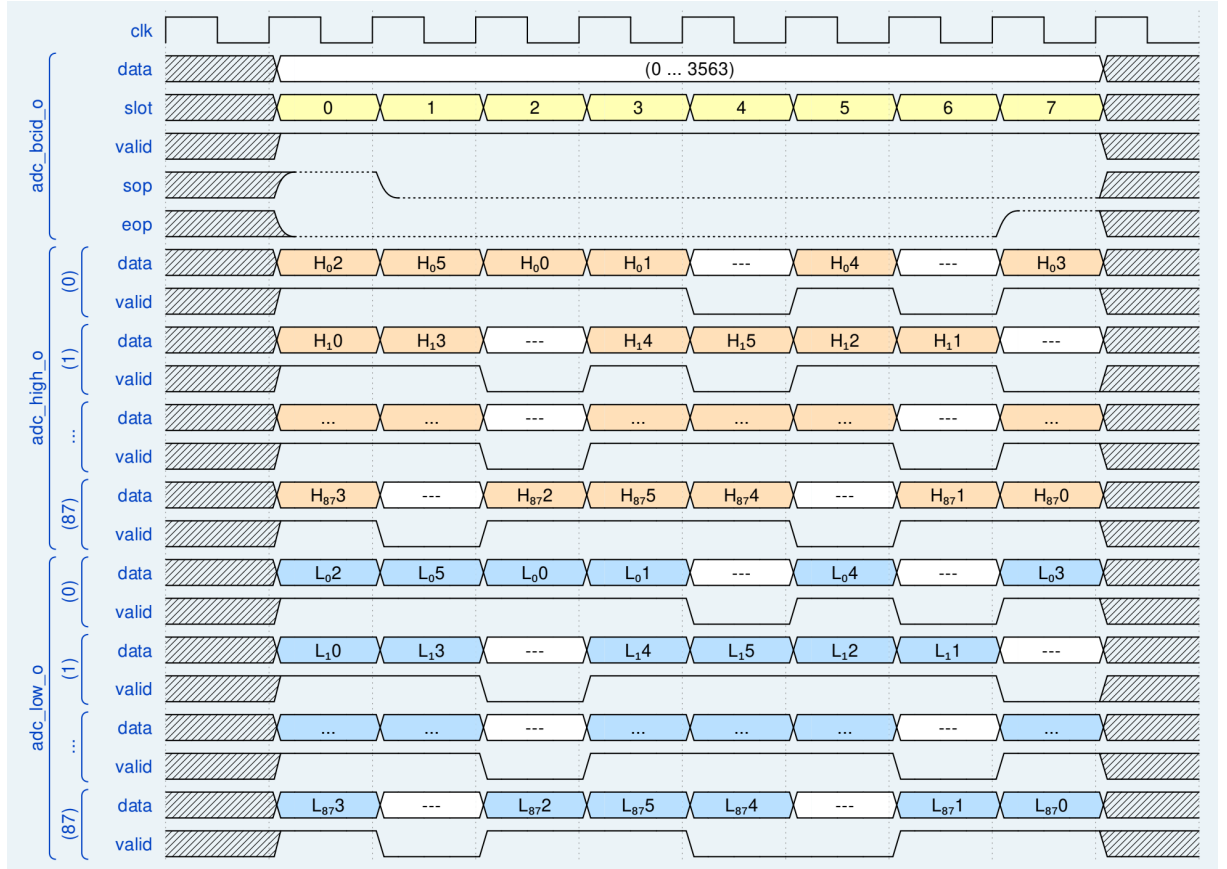 clk
adc_bcid_o
data (0 ... 3563)
slot 0 1 2 3 4 5 6 7
valid
sop
eop
adc_high_o
(0)
data H₀2 H₀5 H₀0 H₀1 --- H₀4 --- H₀3
valid
(1)
data H₁0 H₁3 --- H₁4 H₁5 H₁2 H₁1 ---
valid
...
data ... ... --- ... ... ... --- ...
valid
(87)
data H₈₇3 --- H₈₇2 H₈₇5 H₈₇4 --- H₈₇1 H₈₇0
valid
adc_low_o
(0)
data L₀2 L₀5 L₀0 L₀1 --- L₀4 --- L₀3
valid
(1)
data L₁0 L₁3 --- L₁4 L₁5 L₁2 L₁1 ---
valid
...
data ... ... --- ... ... ... --- ...
valid
(87)
data L₈₇3 --- L₈₇2 L₈₇5 L₈₇4 --- L₈₇1 L₈₇0
valid